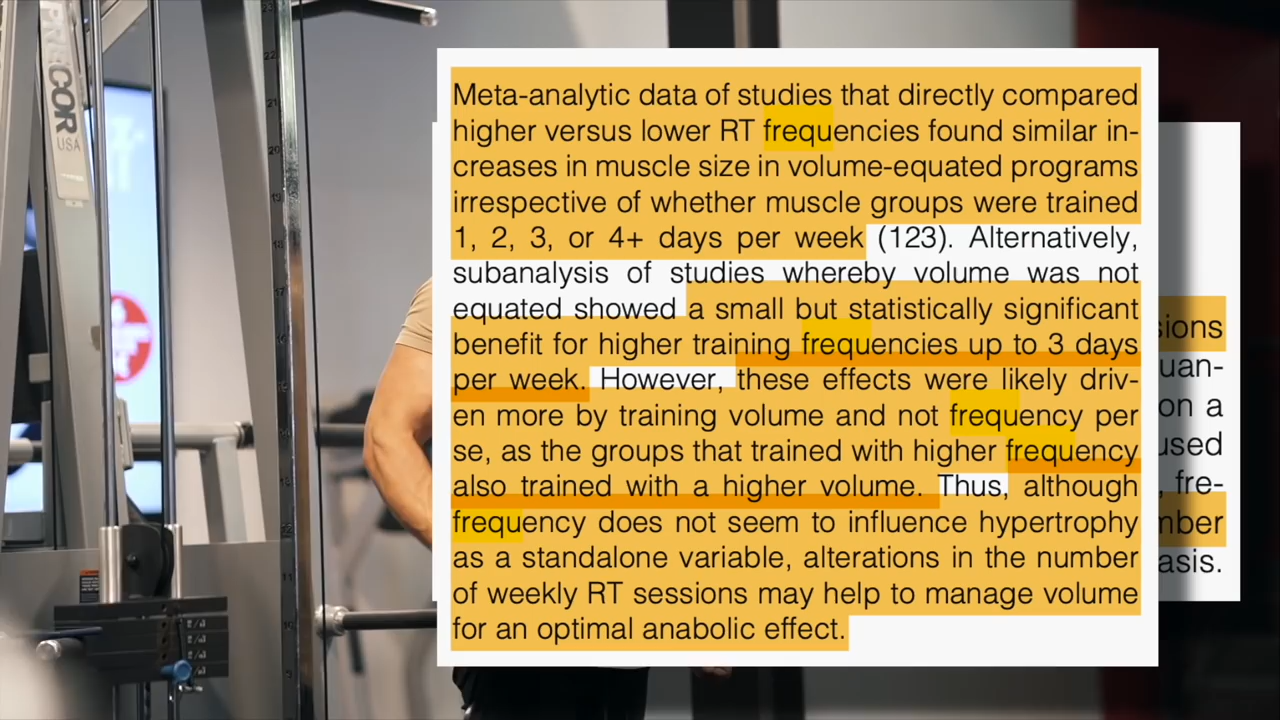 Meta-analytic data of studies that directly compared
higher versus lower RT frequencies found similar in-
creases in muscle size in volume-equated programs
irrespective of whether muscle groups were trained
1, 2, 3, or 4+ days per week (123). Alternatively,
subanalysis of studies whereby volume was not
equated showed a small but statistically significant
benefit for higher training frequencies up to 3 days
per week. However, these effects were likely driv-
en more by training volume and not frequency per
se, as the groups that trained with higher frequency
also trained with a higher volume. Thus, although
frequency does not seem to influence hypertrophy
as a standalone variable, alterations in the number
of weekly RT sessions may help to manage volume
for an optimal anabolic effect.
sions
uan-
on a
used
, fre-
mber
asis.
PRECOR
USA